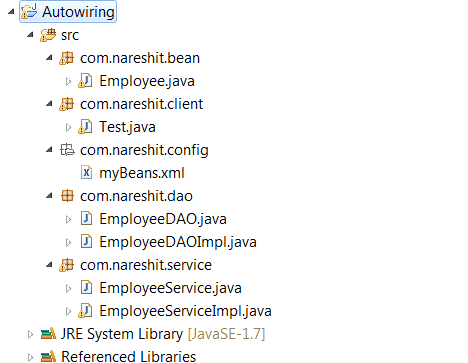 Autowiring
src
com.nareshit.bean
Employee.java
com.nareshit.client
Test.java
com.nareshit.config
myBeans.xml
com.nareshit.dao
EmployeeDAO.java
EmployeeDAOImpl.java
com.nareshit.service
EmployeeService.java
EmployeeServiceImpl.java
JRE System Library [JavaSE-1.7]
Referenced Libraries